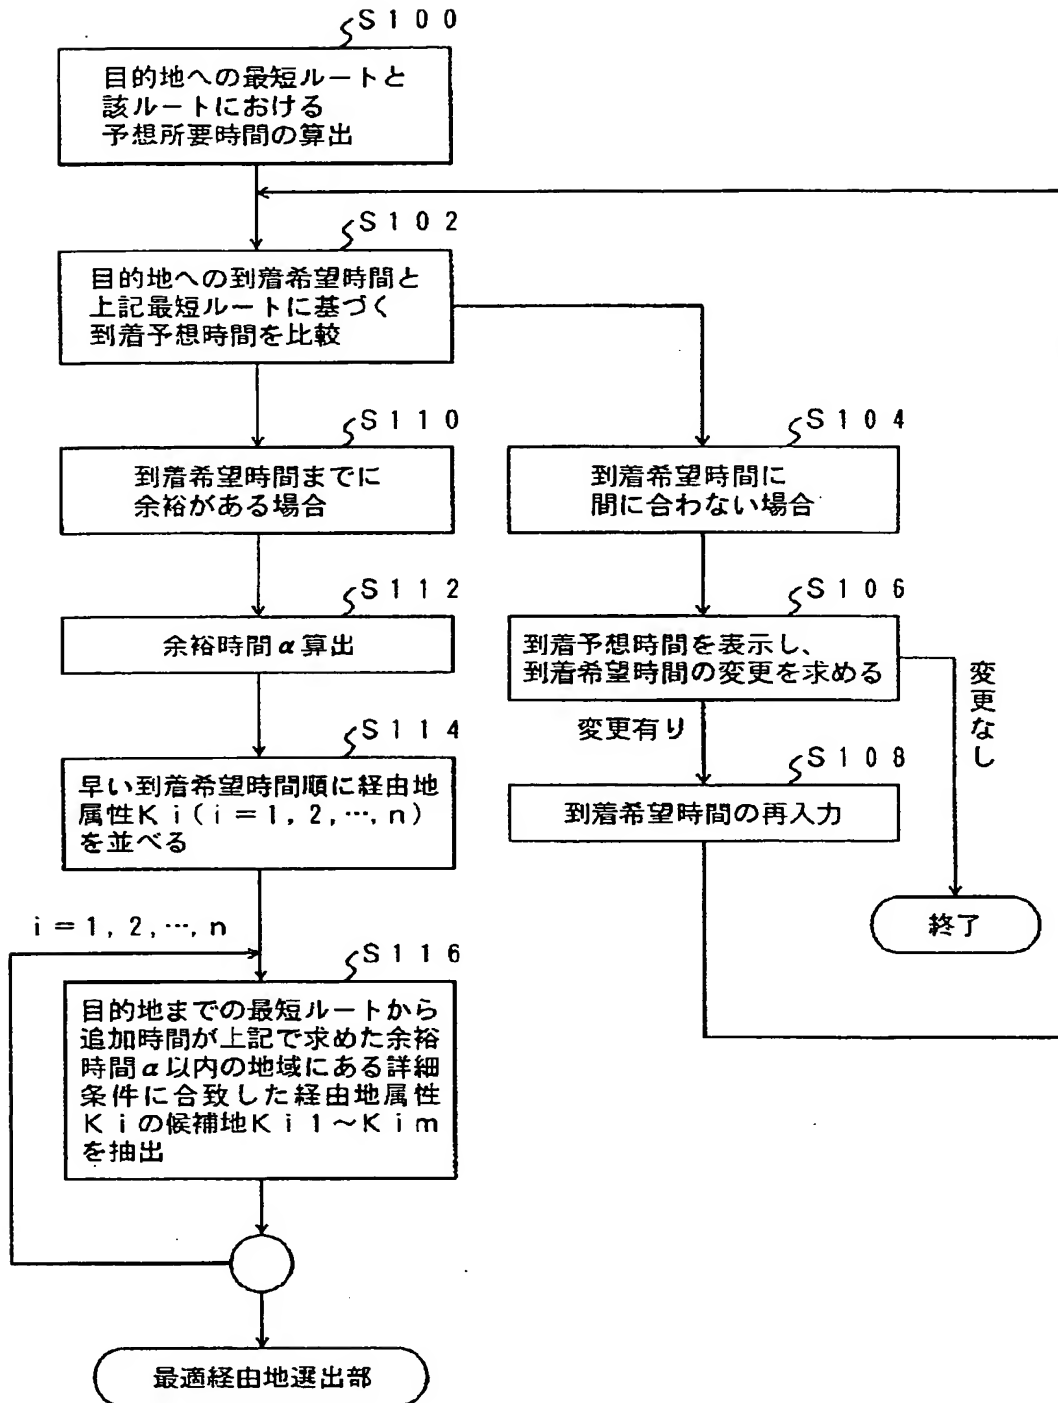 S100
目的地への最短ルートと
該ルートにおける
予想所要時間の算出
S102
目的地への到着希望時間と
上記最短ルートに基づく
到着予想時間を比較
S110
到着希望時間までに
余裕がある場合
S104
到着希望時間に
間に合わない場合
S112
余裕時間α算出
S106
到着予想時間を表示し、
到着希望時間の変更を求める
変更なし
変更有り
S114
早い到着希望時間順に経由地
属性Ki(i=1,2,…,n)
を並べる
S108
到着希望時間の再入力
終了
i=1,2,…,n
S116
目的地までの最短ルートから
追加時間が上記で求めた余裕
時間α以内の地域にある詳細
条件に合致した経由地属性
Kiの候補地Ki1~Kim
を抽出
最適経由地選出部